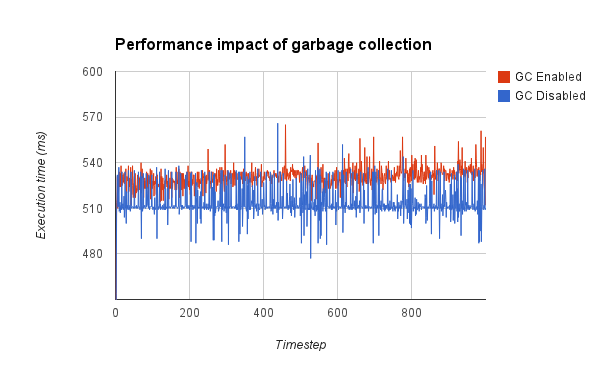 Performance impact of garbage collection
600
570
540
510
480
Execution time (ms)
0 200 400 600 800
Timestep
GC Enabled
GC Disabled